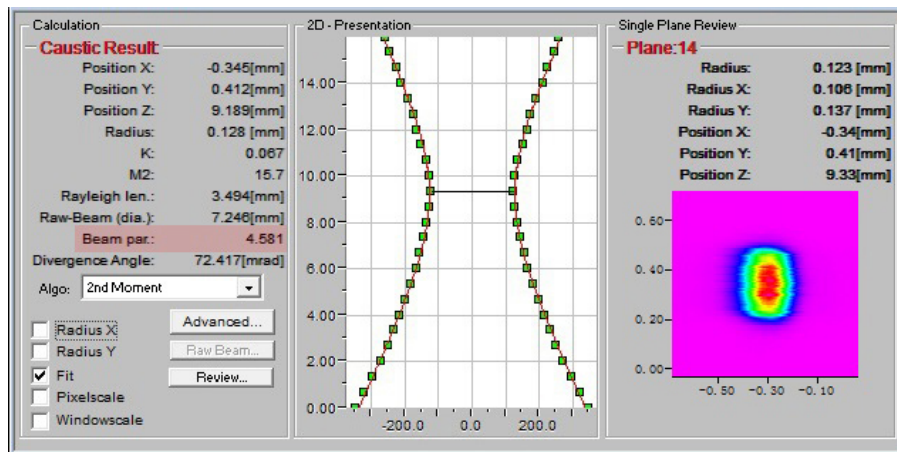 Calculation
Caustic Result:
Position X: -0.345[mm]
Position Y: 0.412[mm]
Position Z: 9.189[mm]
Radius: 0.128 [mm]
K: 0.067
M2: 15.7
Rayleigh len.: 3.494[mm]
Raw-Beam (dia.): 7.246[mm]
Beam par.: 4.581
Divergence Angle: 72.417[mrad]
Algo: 2nd Moment
Radius X
Radius Y
Fit
Pixelscale
Windowscale
Advanced...
Raw Beam...
Review...
2D - Presentation
14.00
12.00
10.00
8.00
6.00
4.00
2.00
0.00
-200.0 0.0 200.0
Single Plane Review
Plane:14
Radius: 0.123 [mm]
Radius X: 0.106 [mm]
Radius Y: 0.137 [mm]
Position X: -0.34[mm]
Position Y: 0.41[mm]
Position Z: 9.33[mm]
0.60
0.40
0.20
0.00
-0.50 -0.30 -0.10